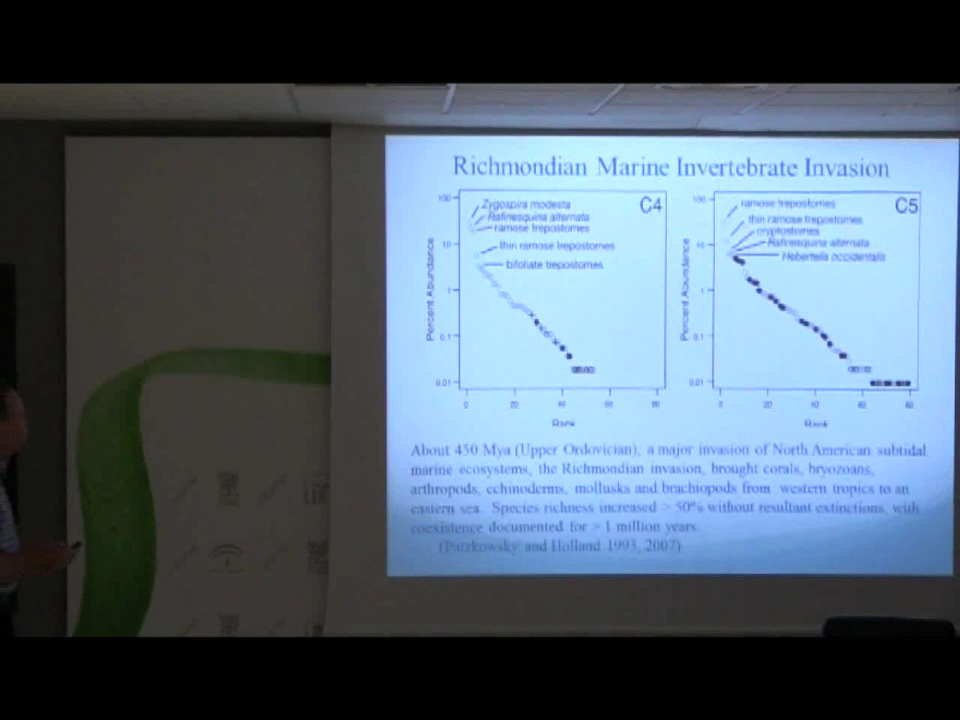 Richmondian Marine Invertebrate Invasion
C4
Zygospira modesta
Rafinesquina alternata
ramose trepostomes
thin ramose trepostomes
bifoliate trepostomes
Percent Abundance
100
10
1
0.1
0.01
0 20 40 60 80
Rank
C5
ramose trepostomes
thin ramose trepostomes
cryptostomes
Rafinesquina alternata
Hebertella occidentalis
Percent Abundance
100
10
1
0.1
0.01
0 20 40 60 80
Rank
About 450 Mya (Upper Ordovician), a major invasion of North American subtidal
marine ecosystems, the Richmondian invasion, brought corals, bryozoans,
arthropods, echinoderms, mollusks and brachiopods from western tropics to an
eastern sea. Species richness increased > 50% without resultant extinctions, with
coexistence documented for > 1 million years.
(Patzkowsky and Holland 1993, 2007)